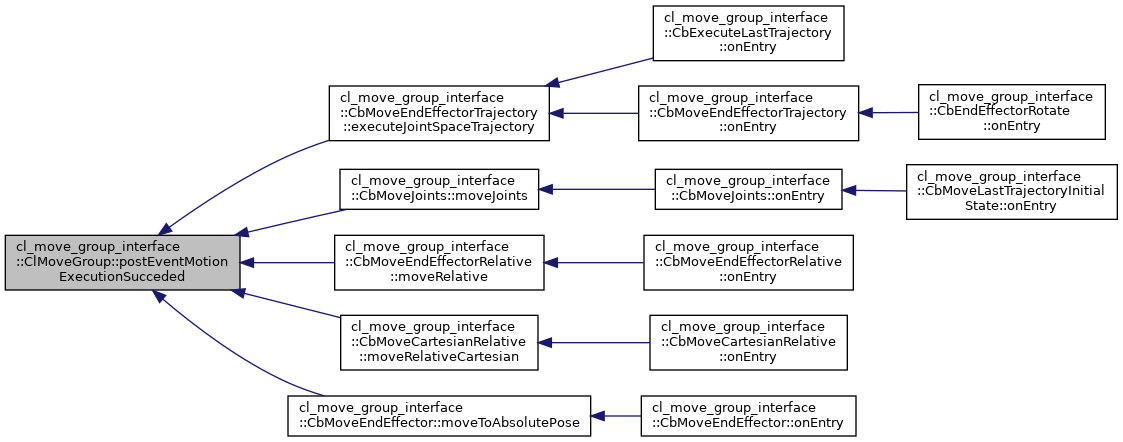 cl_move_group_interface
::CbExecuteLastTrajectory
::onEntry
cl_move_group_interface
::CbMoveEndEffectorTrajectory
::executeJointSpaceTrajectory
cl_move_group_interface
::CbMoveEndEffectorTrajectory
::onEntry
cl_move_group_interface
::CbEndEffectorRotate
::onEntry
cl_move_group_interface
::CbMoveJoints::moveJoints
cl_move_group_interface
::CbMoveJoints::onEntry
cl_move_group_interface
::CbMoveLastTrajectoryInitial
State::onEntry
cl_move_group_interface
::ClMoveGroup::postEventMotion
ExecutionSucceded
cl_move_group_interface
::CbMoveEndEffectorRelative
::moveRelative
cl_move_group_interface
::CbMoveEndEffectorRelative
::onEntry
cl_move_group_interface
::CbMoveCartesianRelative
::moveRelativeCartesian
cl_move_group_interface
::CbMoveCartesianRelative
::onEntry
cl_move_group_interface
::CbMoveEndEffector::moveToAbsolutePose
cl_move_group_interface
::CbMoveEndEffector::onEntry